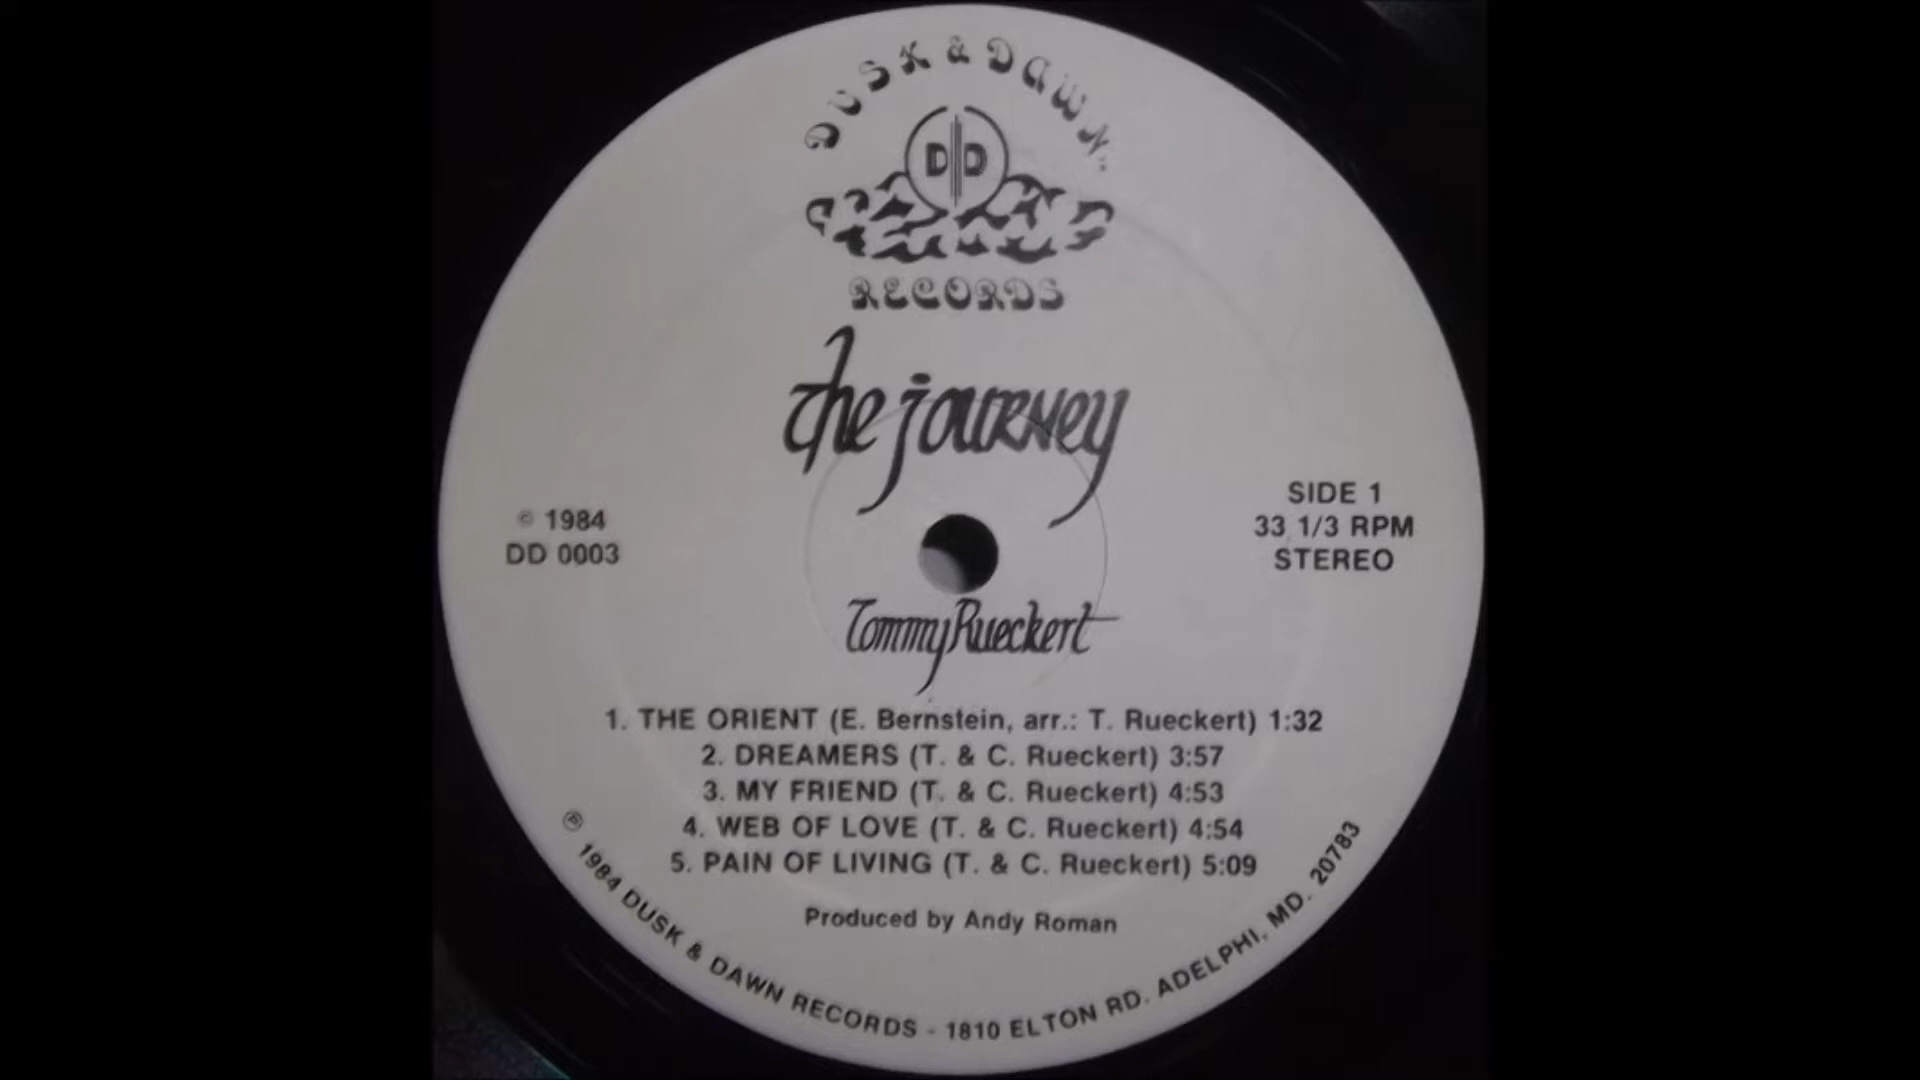 DUSK & DAWN
D D
RECORDS
the journey
© 1984
DD 0003
SIDE 1
33 1/3 RPM
STEREO
Tommy Rueckert
1. THE ORIENT (E. Bernstein, arr.: T. Rueckert) 1:32
2. DREAMERS (T. & C. Rueckert) 3:57
3. MY FRIEND (T. & C. Rueckert) 4:53
4. WEB OF LOVE (T. & C. Rueckert) 4:54
5. PAIN OF LIVING (T. & C. Rueckert) 5:09
Produced by Andy Roman
℗ 1984 DUSK & DAWN RECORDS - 1810 ELTON RD. ADELPHI, MD. 20783